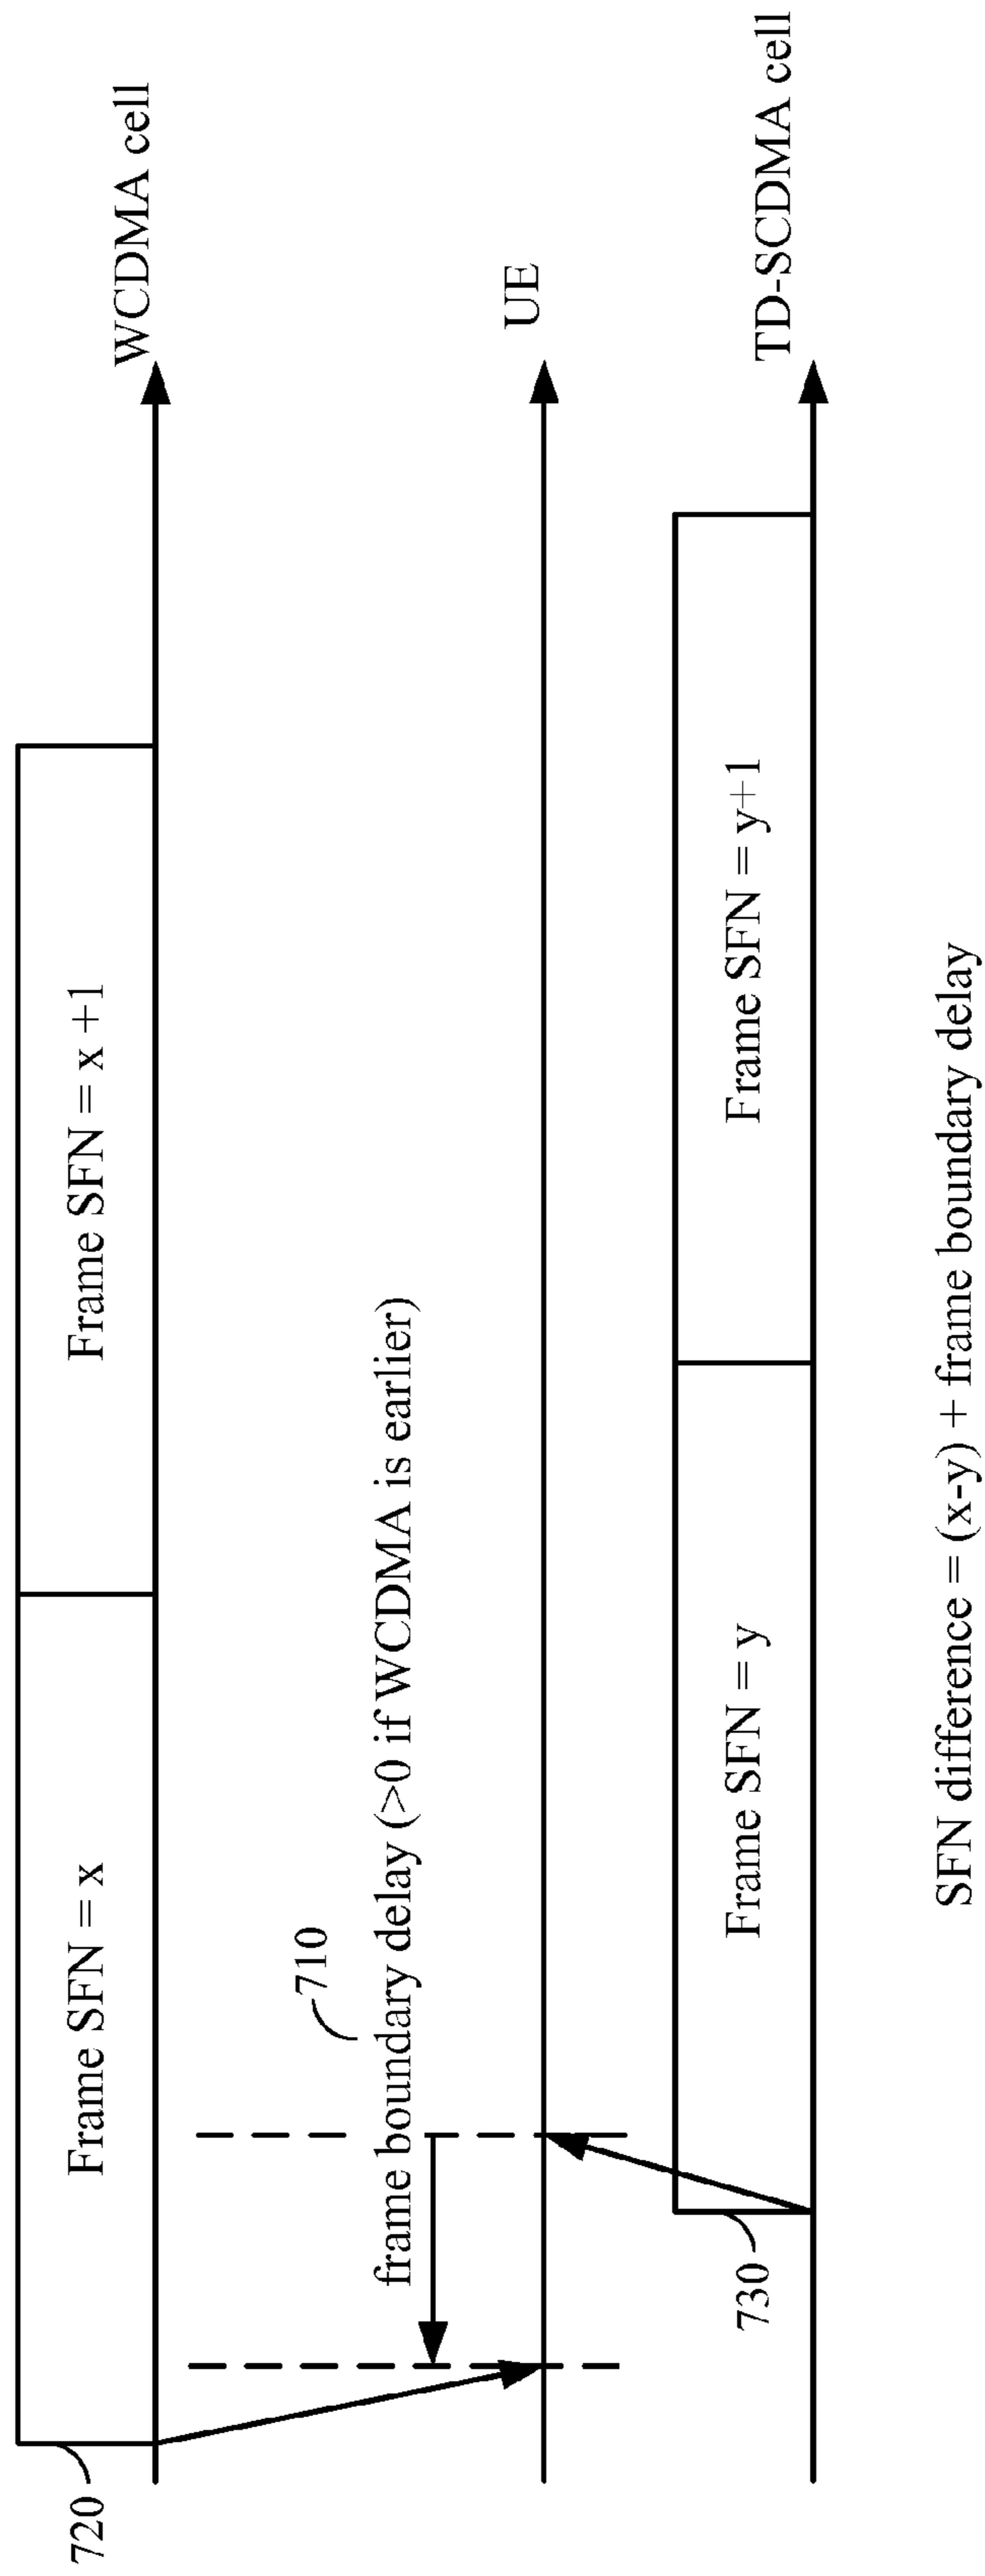 720
Frame SFN = x
Frame SFN = x +1
WCDMA cell
710
frame boundary delay (>0 if WCDMA is earlier)
UE
730
Frame SFN = y
Frame SFN = y+1
TD-SCDMA cell
SFN difference = (x-y) + frame boundary delay